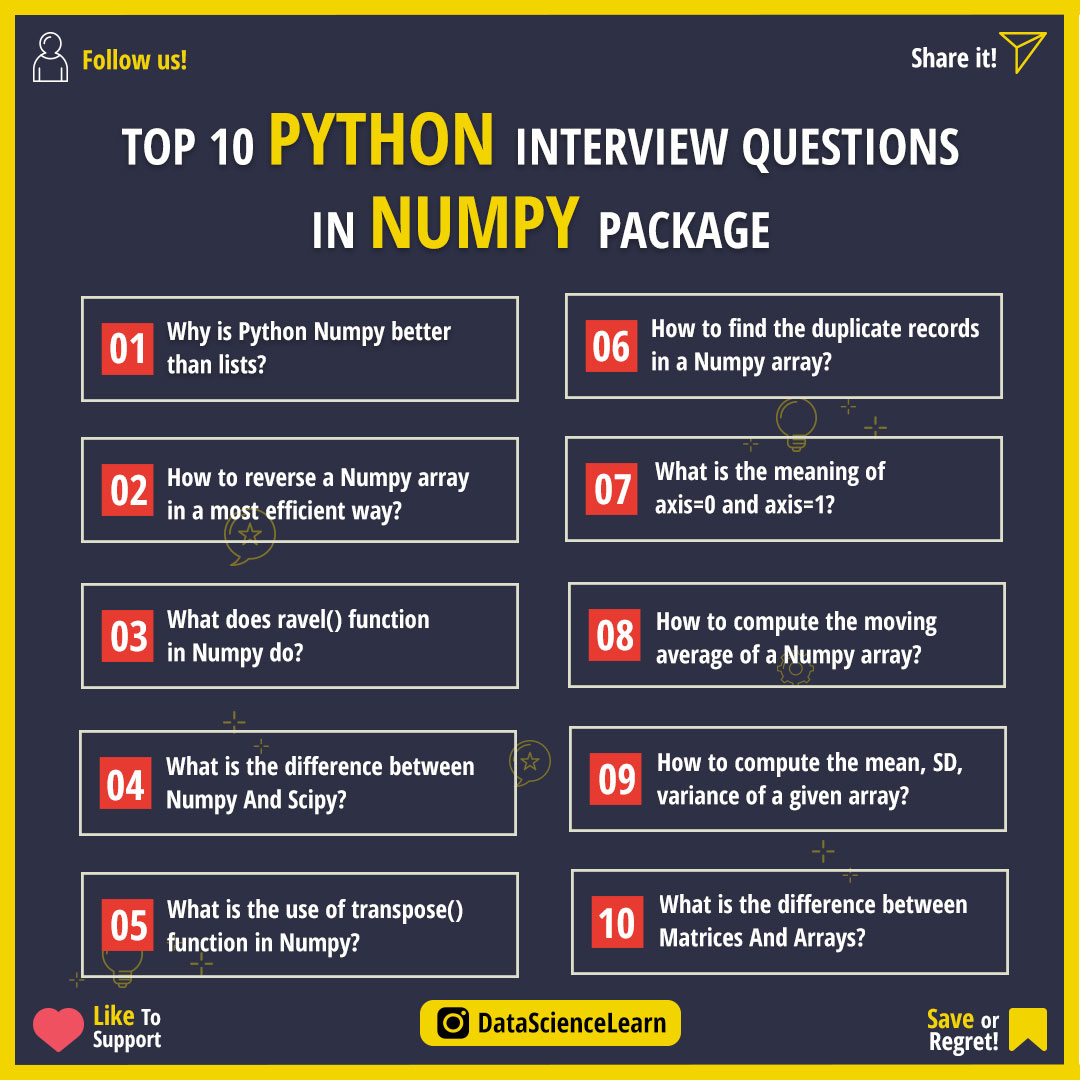 Follow us!
Share it!
TOP 10 PYTHON INTERVIEW QUESTIONS
IN NUMPY PACKAGE
01
Why is Python Numpy better
than lists?
02
How to reverse a Numpy array
in a most efficient way?
03
What does ravel() function
in Numpy do?
04
What is the difference between
Numpy And Scipy?
05
What is the use of transpose()
function in Numpy?
06
How to find the duplicate records
in a Numpy array?
07
What is the meaning of
axis=0 and axis=1?
08
How to compute the moving
average of a Numpy array?
09
How to compute the mean, SD,
variance of a given array?
10
What is the difference between
Matrices And Arrays?
Like To
Support
DataScienceLearn
Save or
Regret!